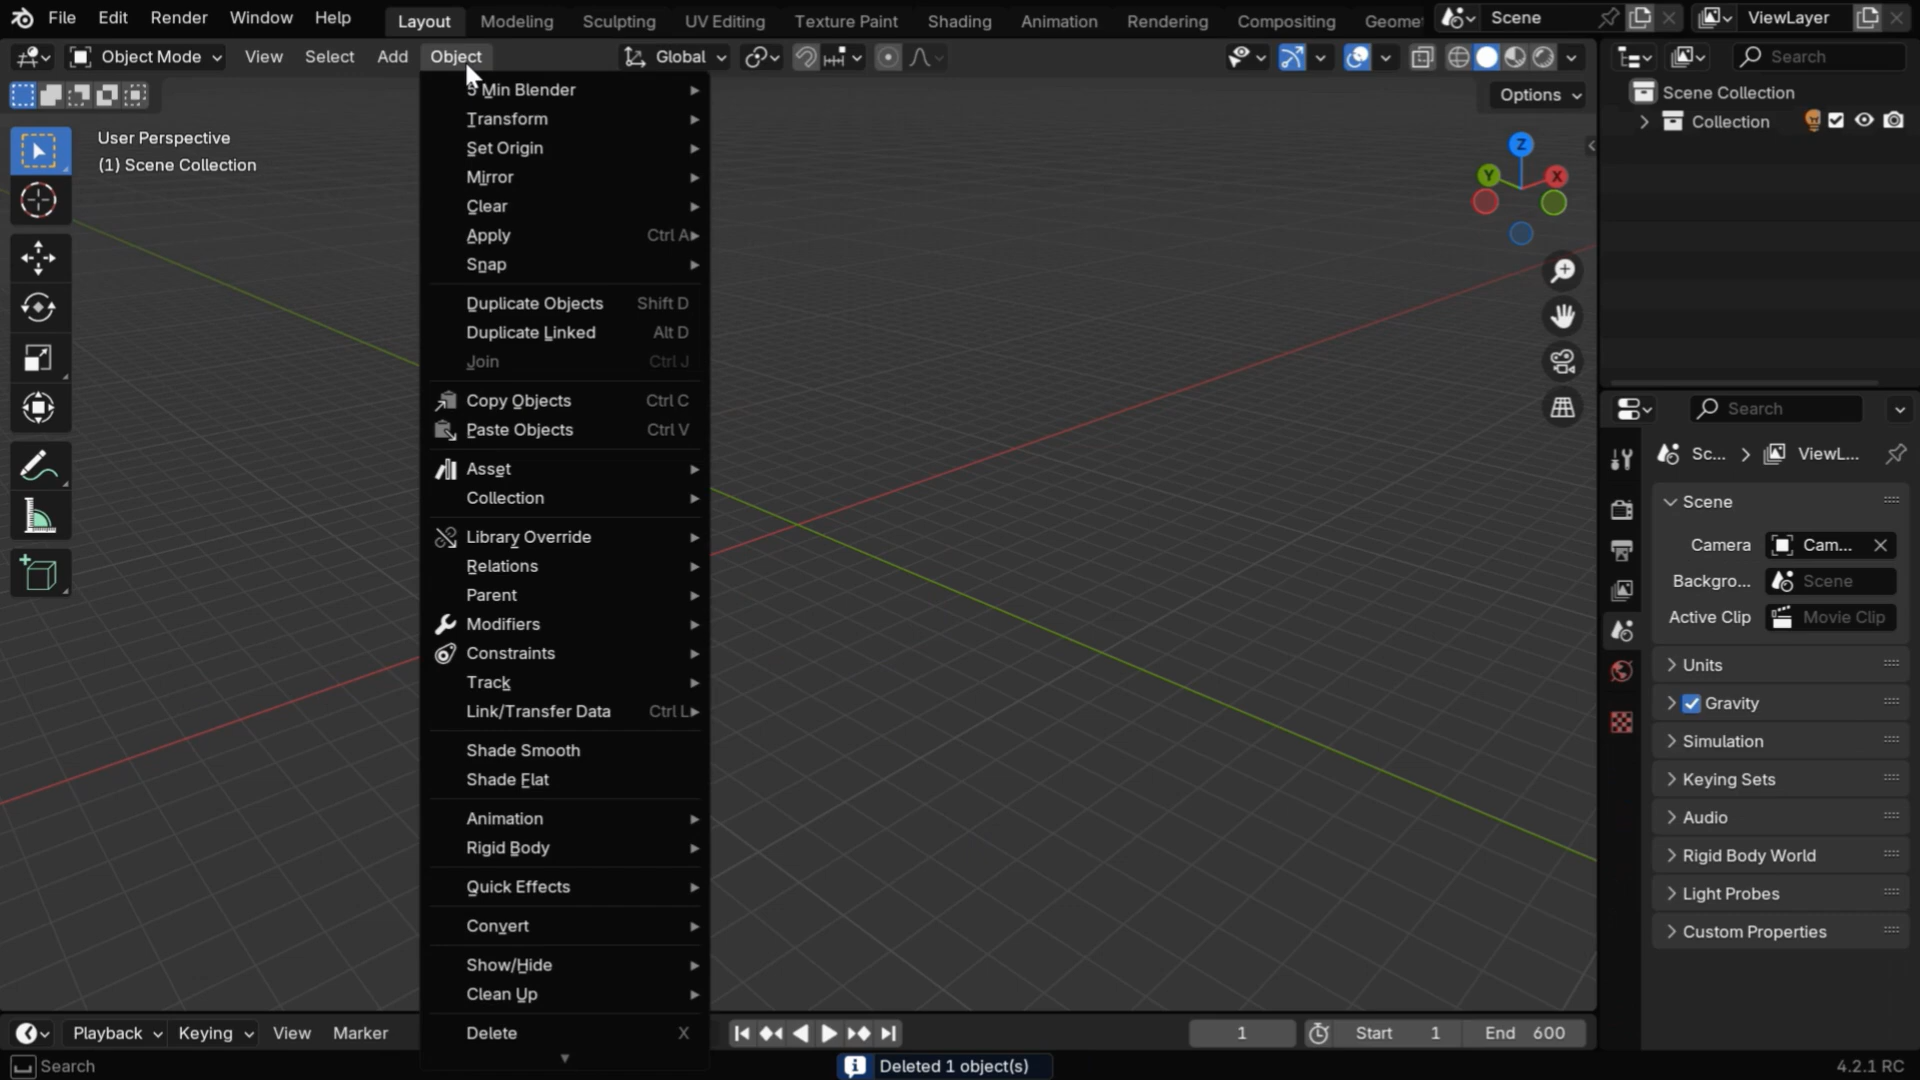 File Edit Render Window Help Layout Modeling Sculpting UV Editing Texture Paint Shading Animation Rendering Compositing Geome Scene ViewLayer
Object Mode View Select Add Object Global Search
Options
User Perspective
(1) Scene Collection
5 Min Blender
Transform
Set Origin
Mirror
Clear
Apply Ctrl A
Snap
Duplicate Objects Shift D
Duplicate Linked Alt D
Join Ctrl J
Copy Objects Ctrl C
Paste Objects Ctrl V
Asset
Collection
Library Override
Relations
Parent
Modifiers
Constraints
Track
Link/Transfer Data Ctrl L
Shade Smooth
Shade Flat
Animation
Rigid Body
Quick Effects
Convert
Show/Hide
Clean Up
Delete X
Z
Y X
Scene Collection
Collection
Search
Sc... ViewL...
Scene
Camera Cam...
Backgro... Scene
Active Clip Movie Clip
Units
Gravity
Simulation
Keying Sets
Audio
Rigid Body World
Light Probes
Custom Properties
Playback Keying View Marker 1 Start 1 End 600
Search Deleted 1 object(s) 4.2.1 RC